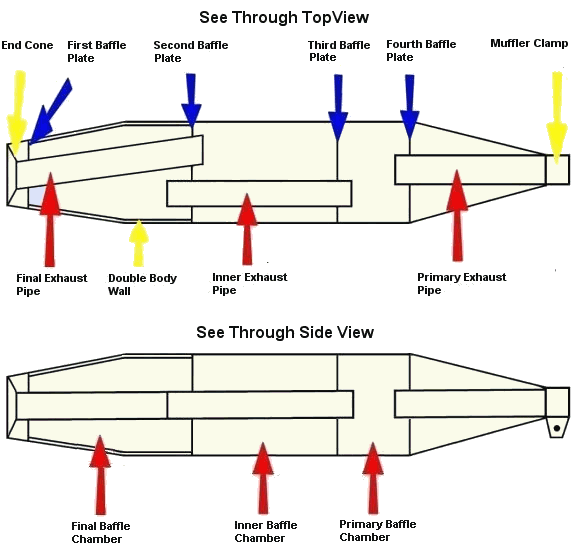 See Through TopView
End Cone
First Baffle
Plate
Second Baffle
Plate
Third Baffle
Plate
Fourth Baffle
Plate
Muffler Clamp
Final Exhaust
Pipe
Double Body
Wall
Inner Exhaust
Pipe
Primary Exhaust
Pipe
See Through Side View
Final Baffle
Chamber
Inner Baffle
Chamber
Primary Baffle
Chamber